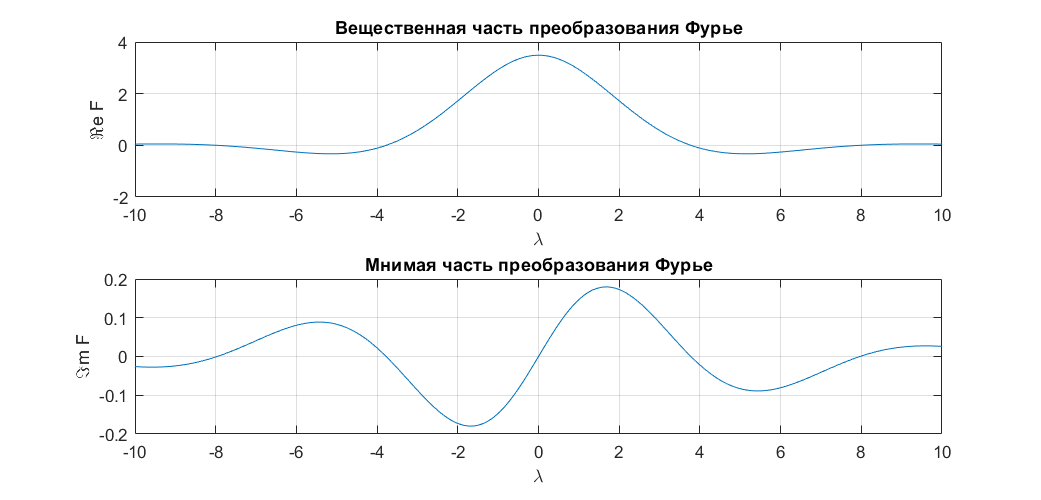 Вещественная часть преобразования Фурье
4
2
0
-2
ℜe F
-10 -8 -6 -4 -2 0 2 4 6 8 10
λ
Мнимая часть преобразования Фурье
0.2
0.1
0
-0.1
-0.2
ℑm F
-10 -8 -6 -4 -2 0 2 4 6 8 10
λ